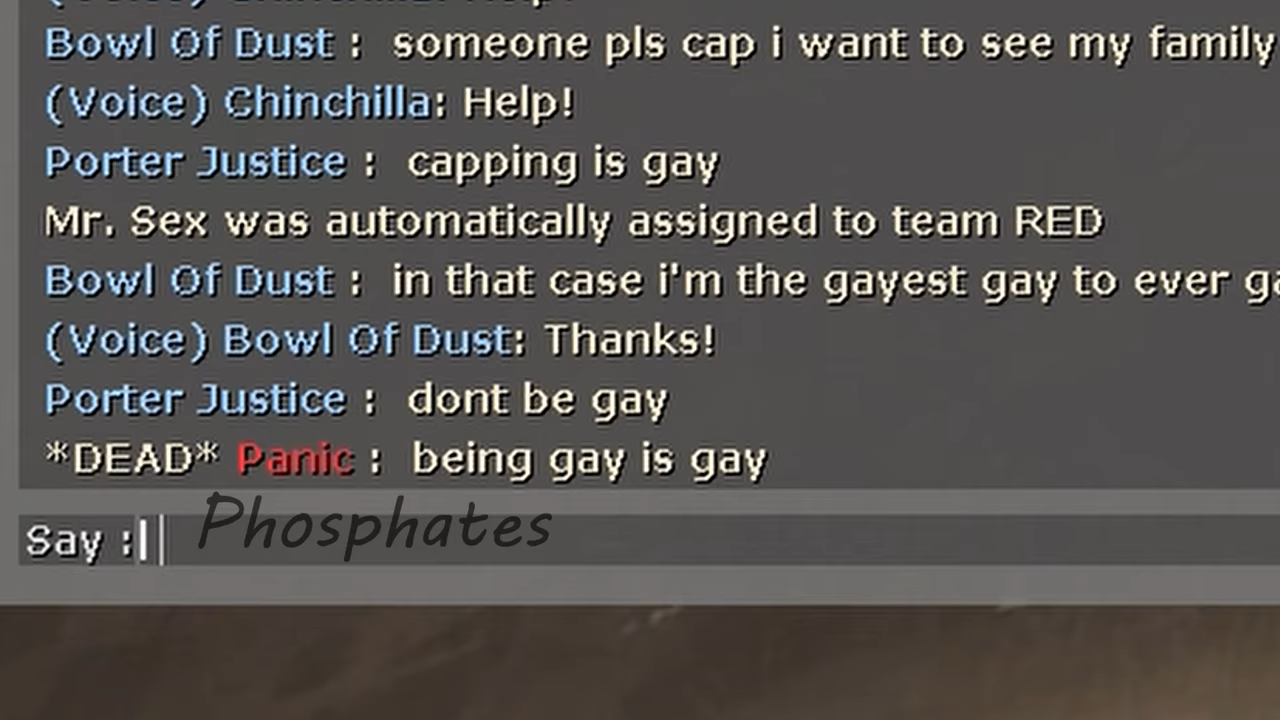 Bowl Of Dust :  someone pls cap i want to see my family
(Voice) Chinchilla: Help!
Porter Justice :  capping is gay
Mr. Sex was automatically assigned to team RED
Bowl Of Dust :  in that case i'm the gayest gay to ever ga
(Voice) Bowl Of Dust: Thanks!
Porter Justice :  dont be gay
*DEAD* Panic :  being gay is gay
Say :
Phosphates